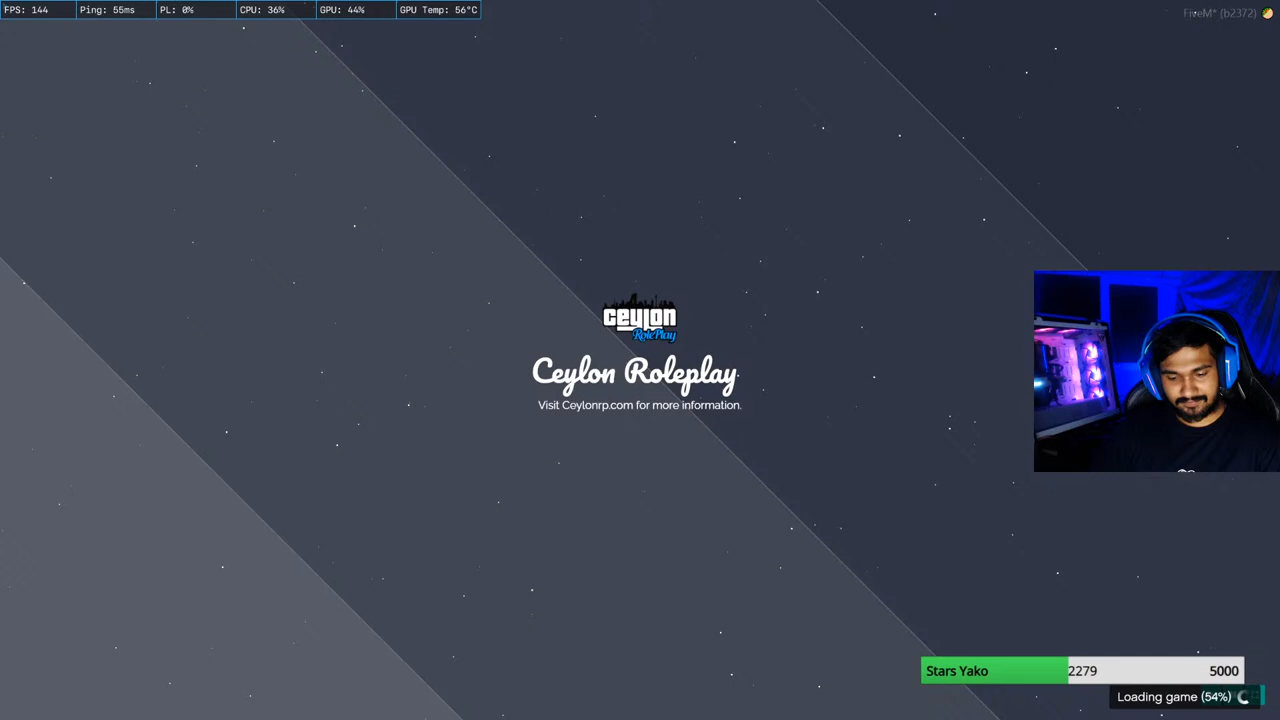 FPS: 144 Ping: 55ms PL: 0% CPU: 36% GPU: 44% GPU Temp: 56°C
FiveM* (b2372)
ceylon
RolePlay
Ceylon Roleplay
Visit Ceylonrp.com for more information.
Stars Yako 2279 5000
Loading game (54%)